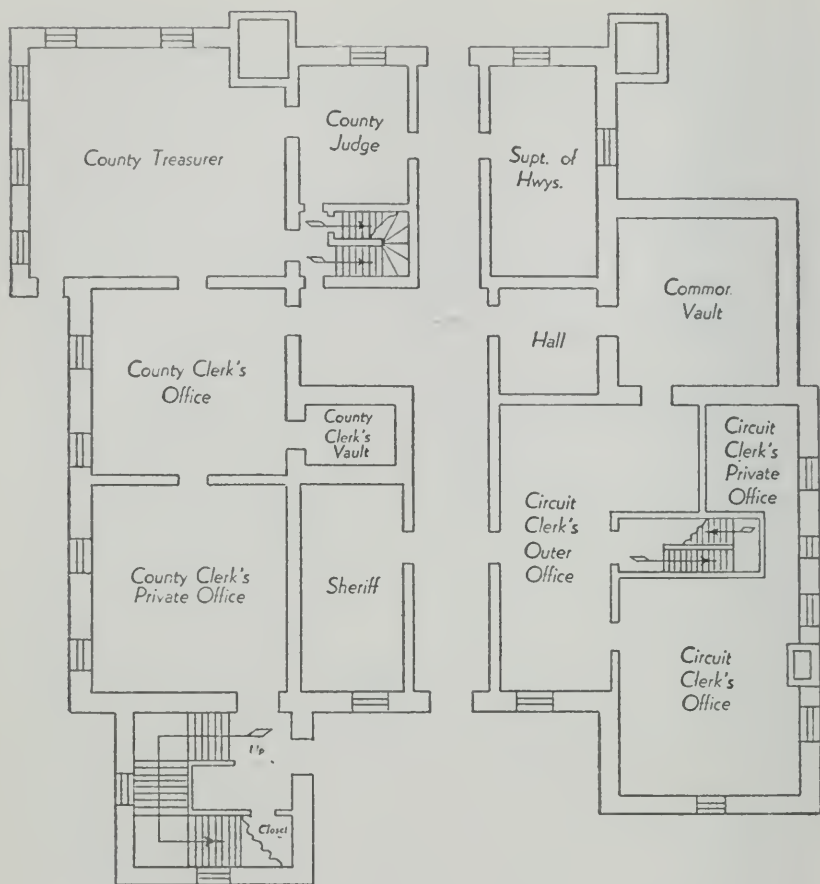 County Treasurer
County
Judge
Supt. of
Hwys.
Common
Vault
Hall
County Clerk's
Office
County
Clerk's
Vault
Circuit
Clerk's
Private
Office
Circuit
Clerk's
Outer
Office
County Clerk's
Private Office
Sheriff
Circuit
Clerk's
Office
Up
Closet